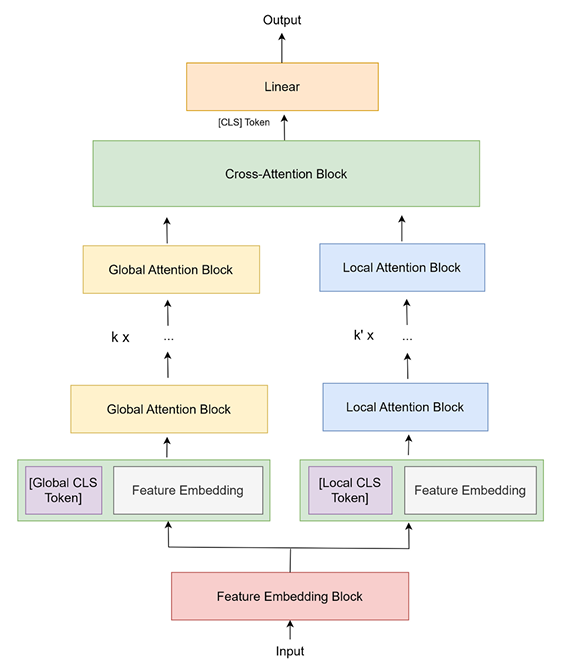 Output
Linear
[CLS] Token
Cross-Attention Block
Global Attention Block
Local Attention Block
k x
...
k' x
...
Global Attention Block
Local Attention Block
[Global CLS
Token]
Feature Embedding
[Local CLS
Token]
Feature Embedding
Feature Embedding Block
Input